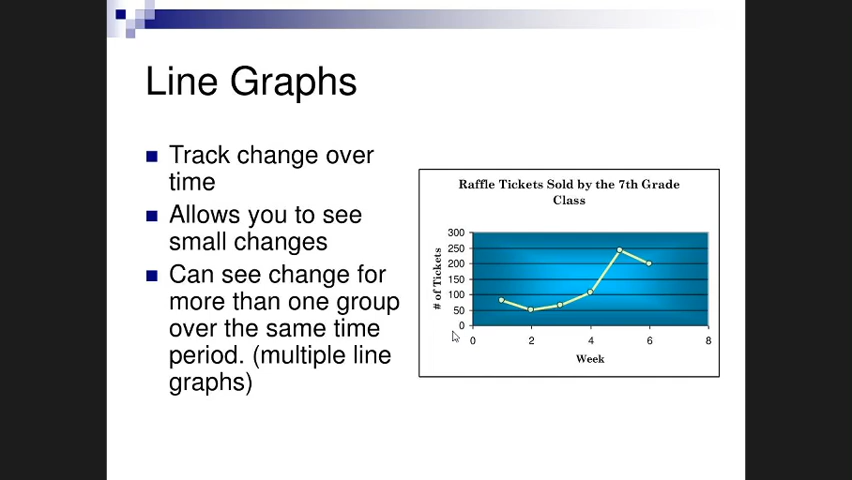 Line Graphs
Track change over
time
Allows you to see
small changes
Can see change for
more than one group
over the same time
period. (multiple line
graphs)
Raffle Tickets Sold by the 7th Grade
Class
# of Tickets
300
250
200
150
100
50
0
0 2 4 6 8
Week